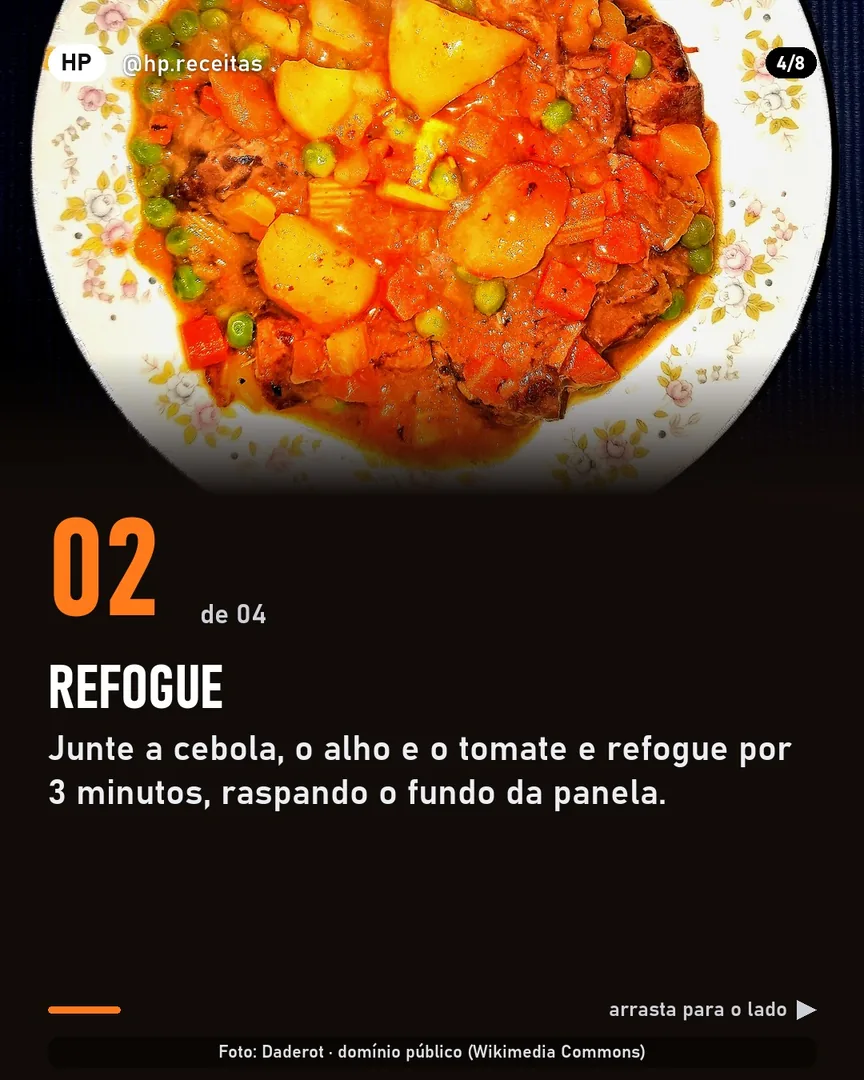 HP @hp.receitas 4/8
02 de 04
REFOGUE
Junte a cebola, o alho e o tomate e refogue por
3 minutos, raspando o fundo da panela.
arrasta para o lado ▶
Foto: Daderot · domínio público (Wikimedia Commons)